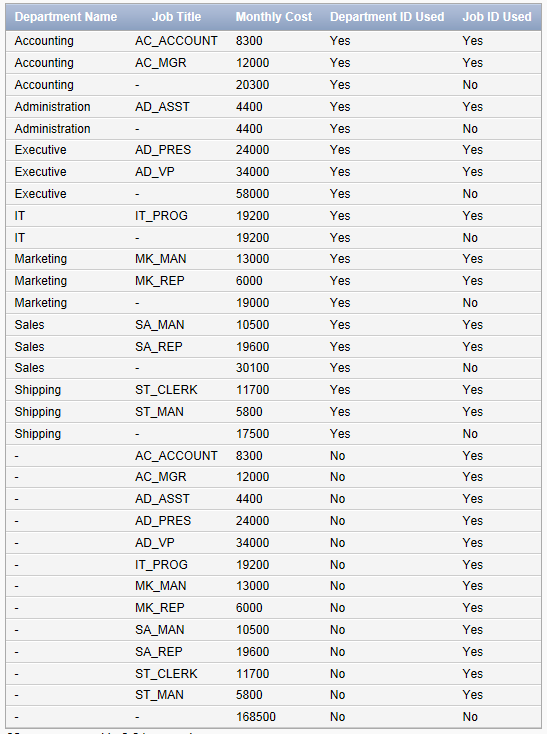 Department Name Job Title Monthly Cost Department ID Used Job ID Used
Accounting AC_ACCOUNT 8300 Yes Yes
Accounting AC_MGR 12000 Yes Yes
Accounting - 20300 Yes No
Administration AD_ASST 4400 Yes Yes
Administration - 4400 Yes No
Executive AD_PRES 24000 Yes Yes
Executive AD_VP 34000 Yes Yes
Executive - 58000 Yes No
IT IT_PROG 19200 Yes Yes
IT - 19200 Yes No
Marketing MK_MAN 13000 Yes Yes
Marketing MK_REP 6000 Yes Yes
Marketing - 19000 Yes No
Sales SA_MAN 10500 Yes Yes
Sales SA_REP 19600 Yes Yes
Sales - 30100 Yes No
Shipping ST_CLERK 11700 Yes Yes
Shipping ST_MAN 5800 Yes Yes
Shipping - 17500 Yes No
- AC_ACCOUNT 8300 No Yes
- AC_MGR 12000 No Yes
- AD_ASST 4400 No Yes
- AD_PRES 24000 No Yes
- AD_VP 34000 No Yes
- IT_PROG 19200 No Yes
- MK_MAN 13000 No Yes
- MK_REP 6000 No Yes
- SA_MAN 10500 No Yes
- SA_REP 19600 No Yes
- ST_CLERK 11700 No Yes
- ST_MAN 5800 No Yes
- - 168500 No No